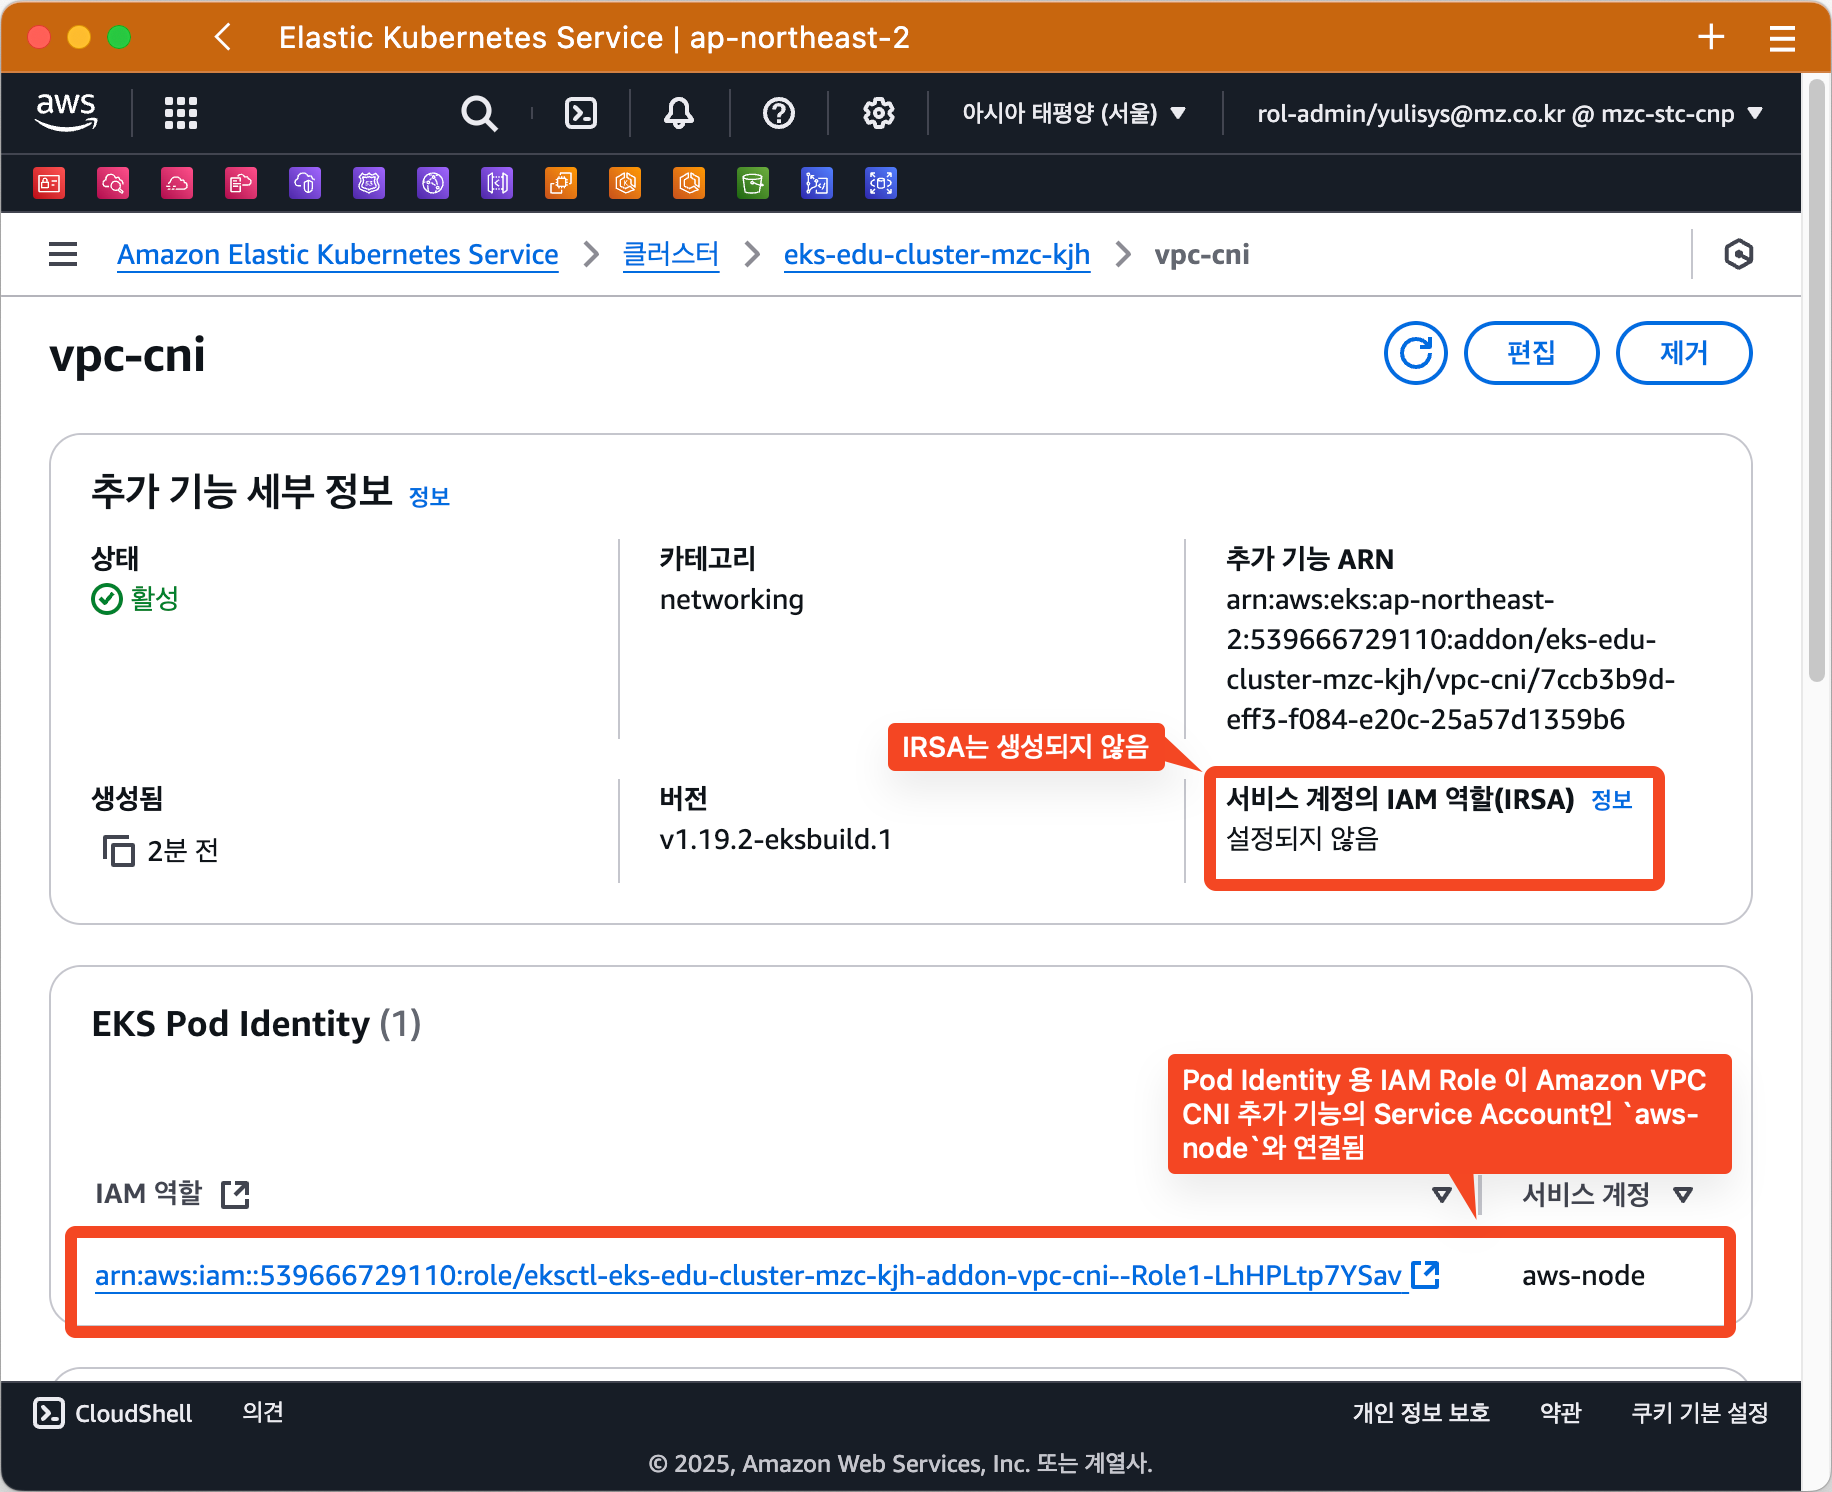 Elastic Kubernetes Service | ap-northeast-2
aws
아시아 태평양 (서울)
rol-admin/yulisys@mz.co.kr @ mzc-stc-cnp
Amazon Elastic Kubernetes Service
클러스터
eks-edu-cluster-mzc-kjh
vpc-cni
vpc-cni
편집
제거
추가 기능 세부 정보 정보
상태
활성
카테고리
networking
추가 기능 ARN
arn:aws:eks:ap-northeast-
2:539666729110:addon/eks-edu-
cluster-mzc-kjh/vpc-cni/7ccb3b9d-
eff3-f084-e20c-25a57d1359b6
IRSA는 생성되지 않음
생성됨
2분 전
버전
v1.19.2-eksbuild.1
서비스 계정의 IAM 역할(IRSA) 정보
설정되지 않음
EKS Pod Identity (1)
Pod Identity 용 IAM Role 이 Amazon VPC
CNI 추가 기능의 Service Account인 `aws-
node`와 연결됨
IAM 역할
서비스 계정
arn:aws:iam::539666729110:role/eksctl-eks-edu-cluster-mzc-kjh-addon-vpc-cni--Role1-LhHPLtp7YSav
aws-node
CloudShell
의견
개인 정보 보호
약관
쿠키 기본 설정
© 2025, Amazon Web Services, Inc. 또는 계열사.